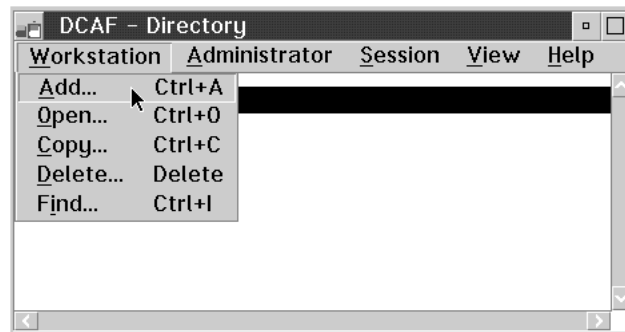 DCAF - Directory
Workstation Administrator Session View Help
Add... Ctrl+A
Open... Ctrl+O
Copy... Ctrl+C
Delete... Delete
Find... Ctrl+I